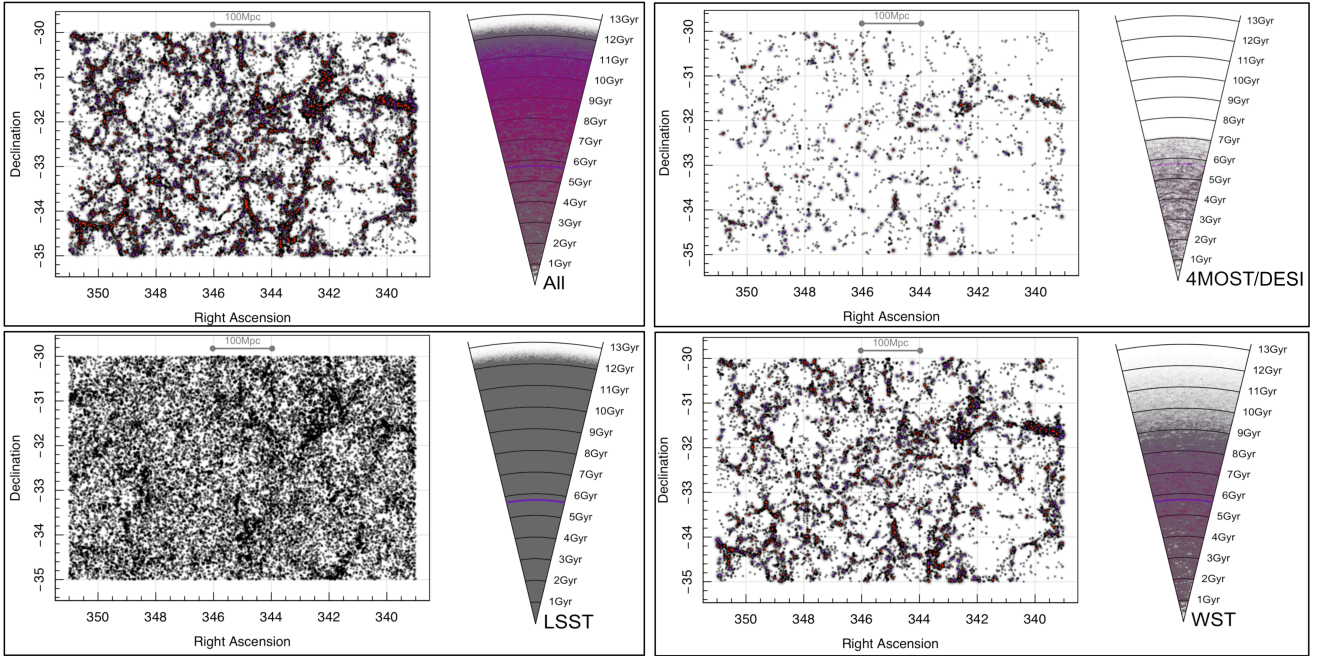 100Mpc
−30
−31
−32
−33
−34
−35
Declination
350
348
346
344
342
340
Right Ascension
13Gyr
12Gyr
11Gyr
10Gyr
9Gyr
8Gyr
7Gyr
6Gyr
5Gyr
4Gyr
3Gyr
2Gyr
1Gyr
All
100Mpc
−30
−31
−32
−33
−34
−35
Declination
350
348
346
344
342
340
Right Ascension
13Gyr
12Gyr
11Gyr
10Gyr
9Gyr
8Gyr
7Gyr
6Gyr
5Gyr
4Gyr
3Gyr
2Gyr
1Gyr
4MOST/DESI
100Mpc
−30
−31
−32
−33
−34
−35
Declination
350
348
346
344
342
340
Right Ascension
13Gyr
12Gyr
11Gyr
10Gyr
9Gyr
8Gyr
7Gyr
6Gyr
5Gyr
4Gyr
3Gyr
2Gyr
1Gyr
LSST
100Mpc
−30
−31
−32
−33
−34
−35
Declination
350
348
346
344
342
340
Right Ascension
13Gyr
12Gyr
11Gyr
10Gyr
9Gyr
8Gyr
7Gyr
6Gyr
5Gyr
4Gyr
3Gyr
2Gyr
1Gyr
WST